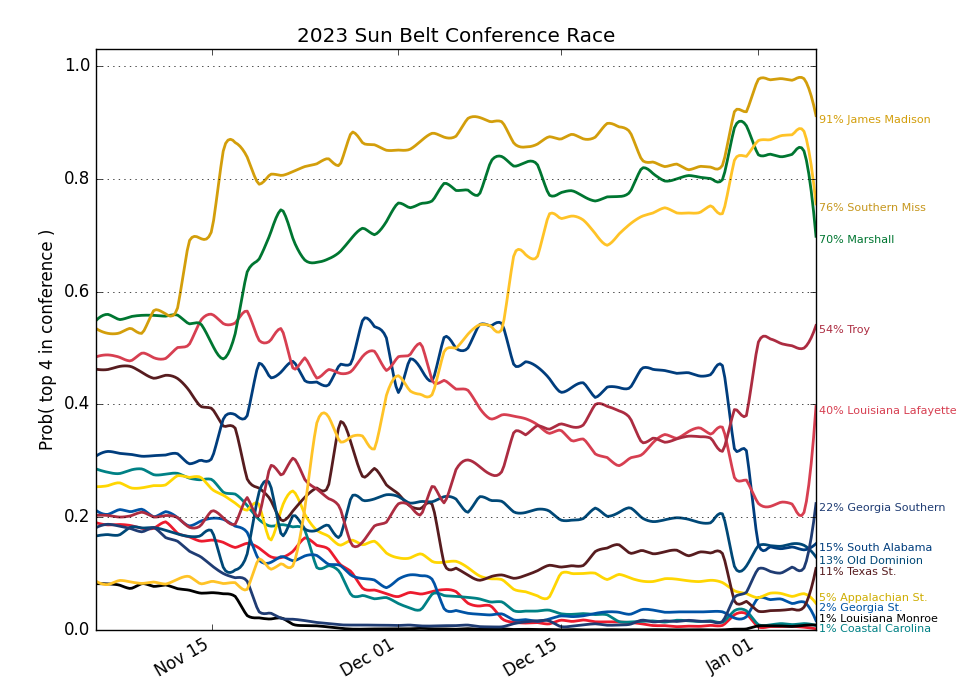 2023 Sun Belt Conference Race
Prob( top 4 in conference )
1.0
0.8
0.6
0.4
0.2
0.0
Nov 15
Dec 01
Dec 15
Jan 01
91% James Madison
76% Southern Miss
70% Marshall
54% Troy
40% Louisiana Lafayette
22% Georgia Southern
15% South Alabama
13% Old Dominion
11% Texas St.
5% Appalachian St.
2% Georgia St.
1% Louisiana Monroe
1% Coastal Carolina